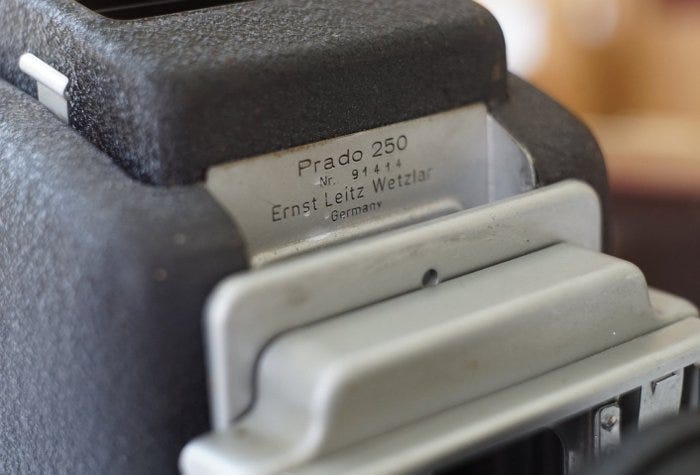 Prado 250
Nr. 91414
Ernst Leitz Wetzlar
Germany